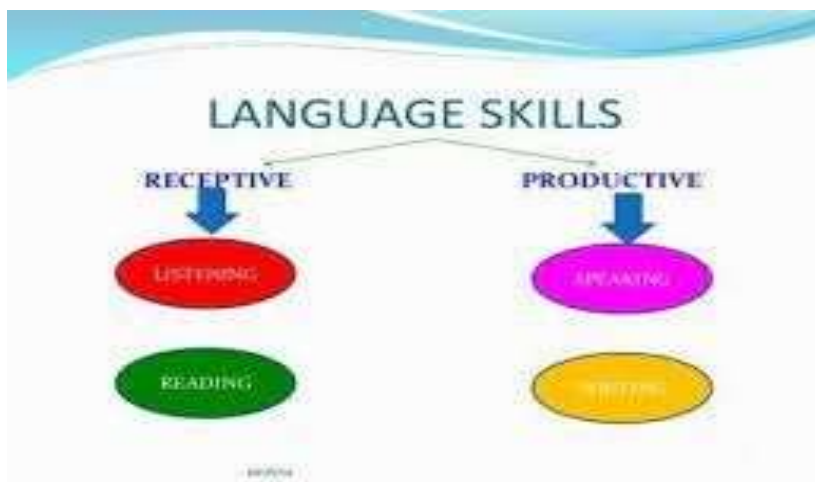 LANGUAGE SKILLS
RECEPTIVE PRODUCTIVE
LISTENING SPEAKING
READING WRITING